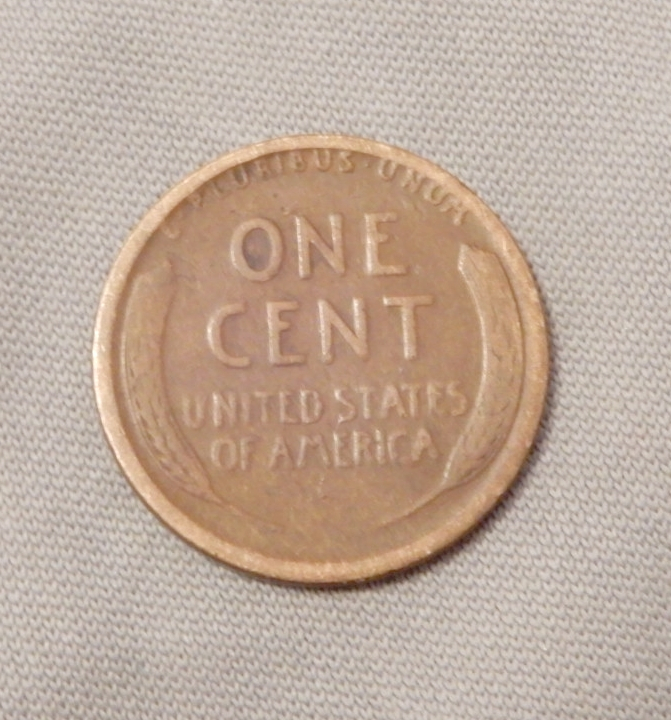 E·PLURIBUS·UNUM
ONE
CENT
UNITED STATES
OF AMERICA